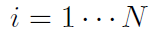 i = 1 ⋯ N